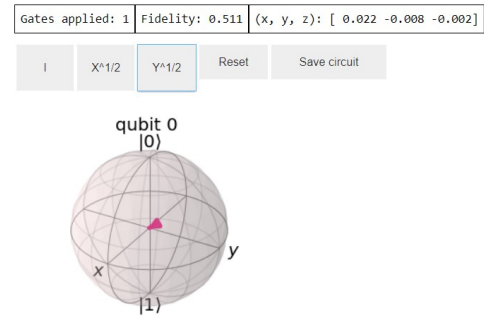 Gates applied: 1 Fidelity: 0.511 (x, y, z): [ 0.022 -0.008 -0.002]
I X^1/2 Y^1/2 Reset Save circuit
qubit 0
|0⟩
x y
|1⟩